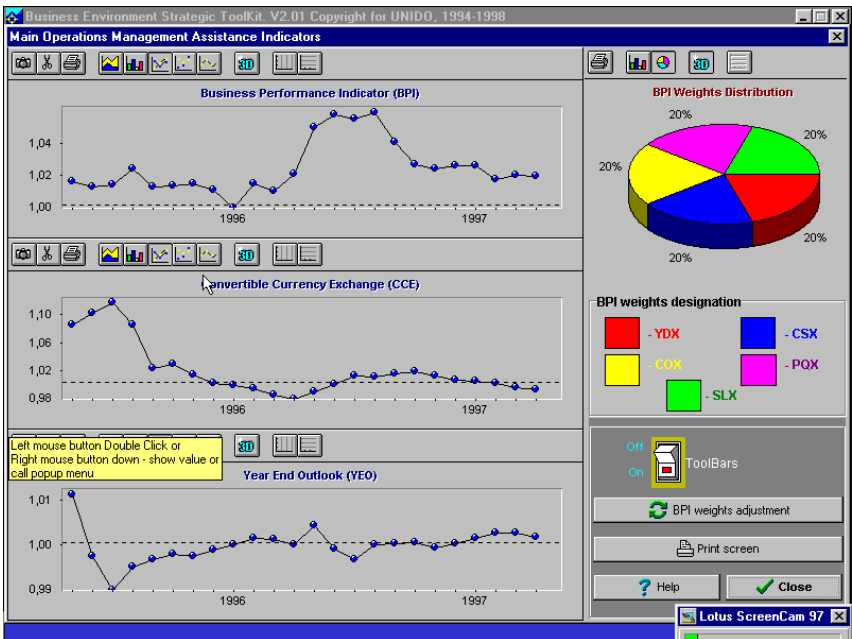 Business Environment Strategic ToolKit. V2.01 Copyright for UNIDO, 1994-1998
Main Operations Management Assistance Indicators
3D
3D
Business Performance Indicator (BPI)
1,04
1,02
1,00
1996
1997
BPI Weights Distribution
20%
20%
20%
20%
20%
3D
Convertible Currency Exchange (CCE)
1,10
1,06
1,02
0,98
1996
1997
BPI weights designation
- YDX
- CSX
- COX
- PQX
- SLX
3D
Left mouse button Double Click or
Right mouse button down - show value or
call popup menu
Year End Outlook (YEO)
1,01
1,00
0,99
1996
1997
Off
On
ToolBars
BPI weights adjustment
Print screen
? Help
Close
Lotus ScreenCam 97